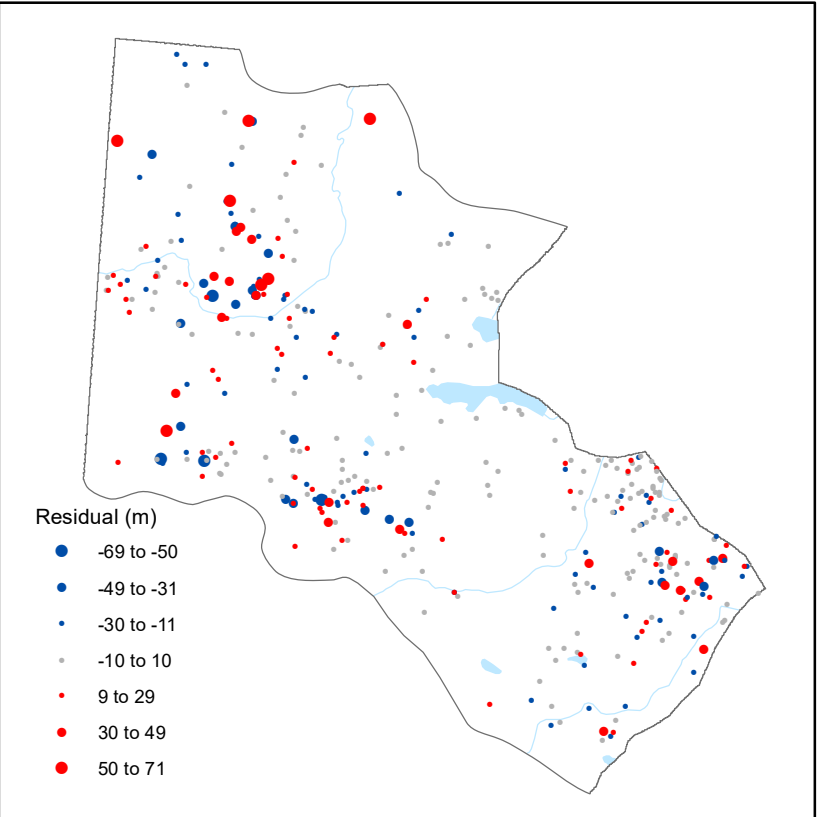 Residual (m)
-69 to -50
-49 to -31
-30 to -11
-10 to 10
9 to 29
30 to 49
50 to 71